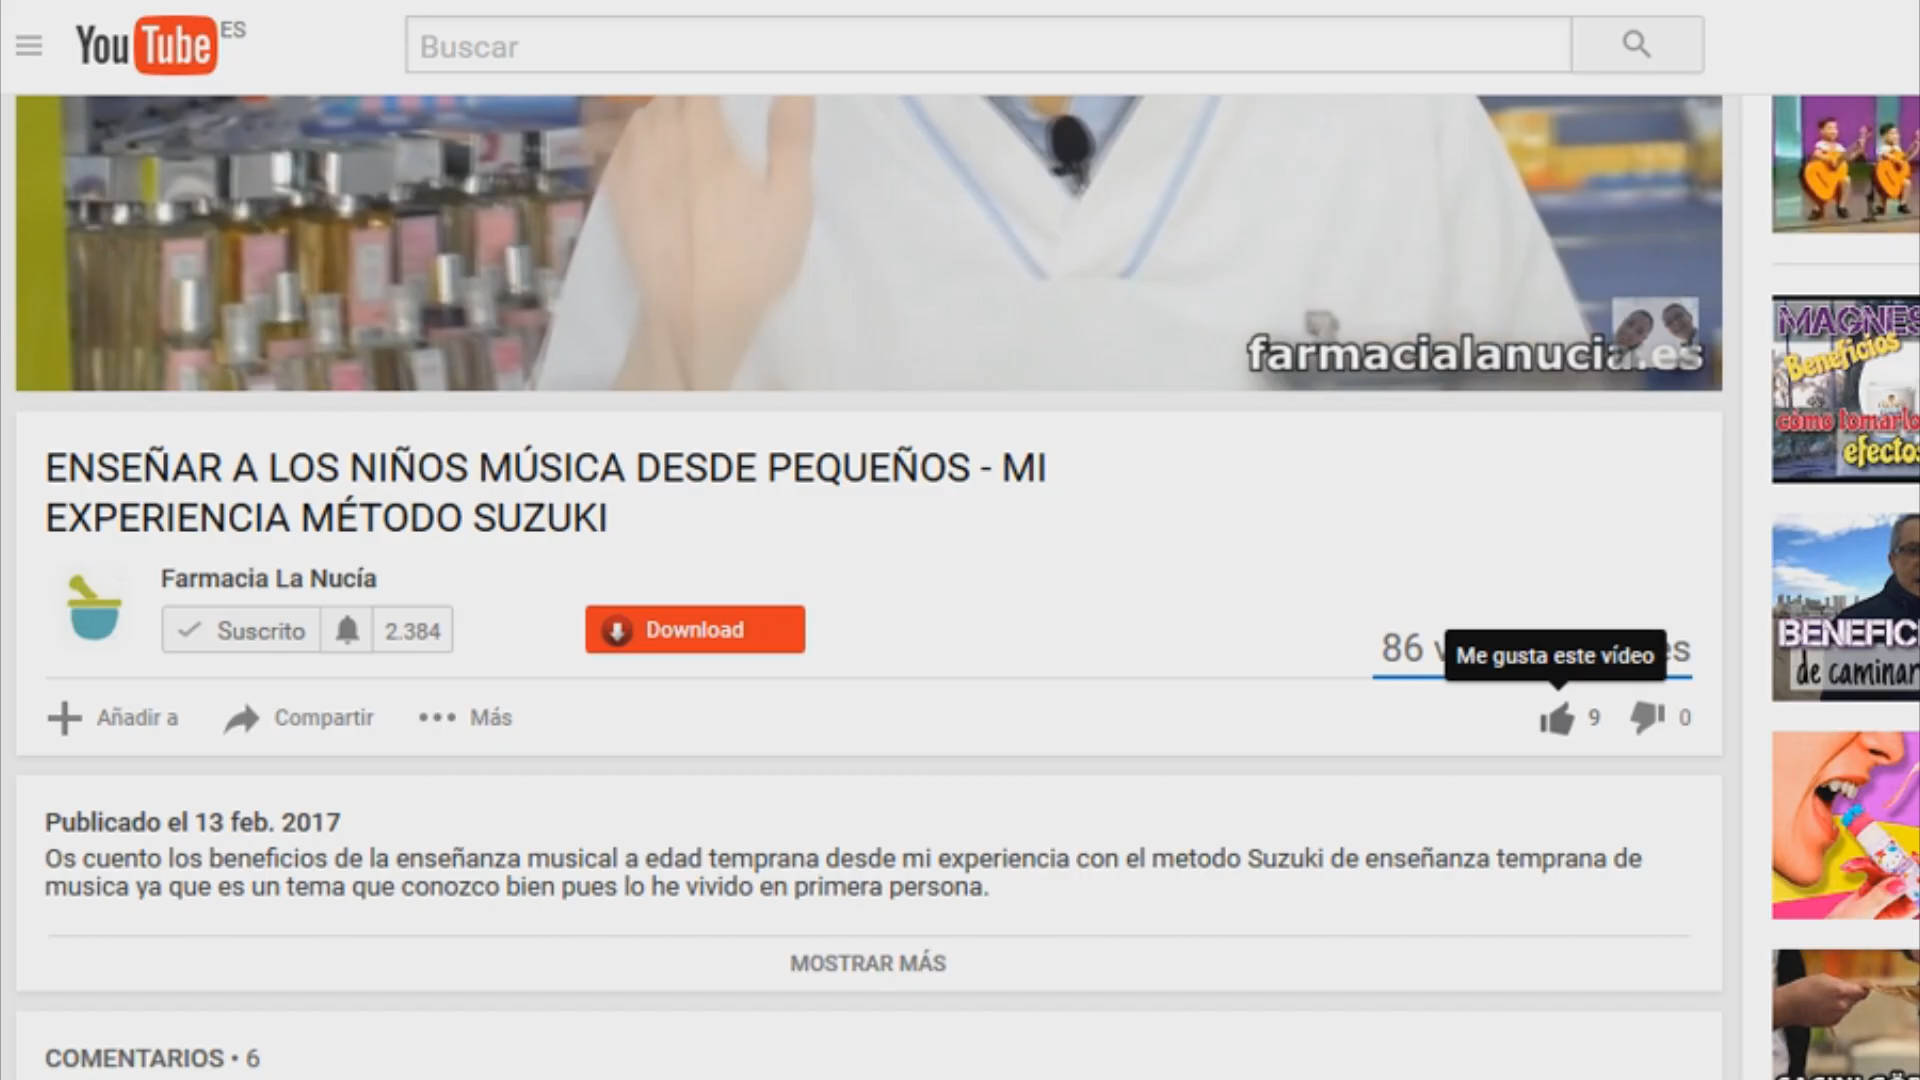 YouTube ES
Buscar
farmacialanucia.es
ENSEÑAR A LOS NIÑOS MÚSICA DESDE PEQUEÑOS - MI
EXPERIENCIA MÉTODO SUZUKI
Farmacia La Nucía
Suscrito
2.384
Download
86
Me gusta este vídeo
Añadir a
Compartir
Más
9
0
Publicado el 13 feb. 2017
Os cuento los beneficios de la enseñanza musical a edad temprana desde mi experiencia con el metodo Suzuki de enseñanza temprana de
musica ya que es un tema que conozco bien pues lo he vivido en primera persona.
MOSTRAR MÁS
COMENTARIOS • 6
MAGNES
Beneficios
cómo tomarlo
efectos
BENEFIC
de caminar